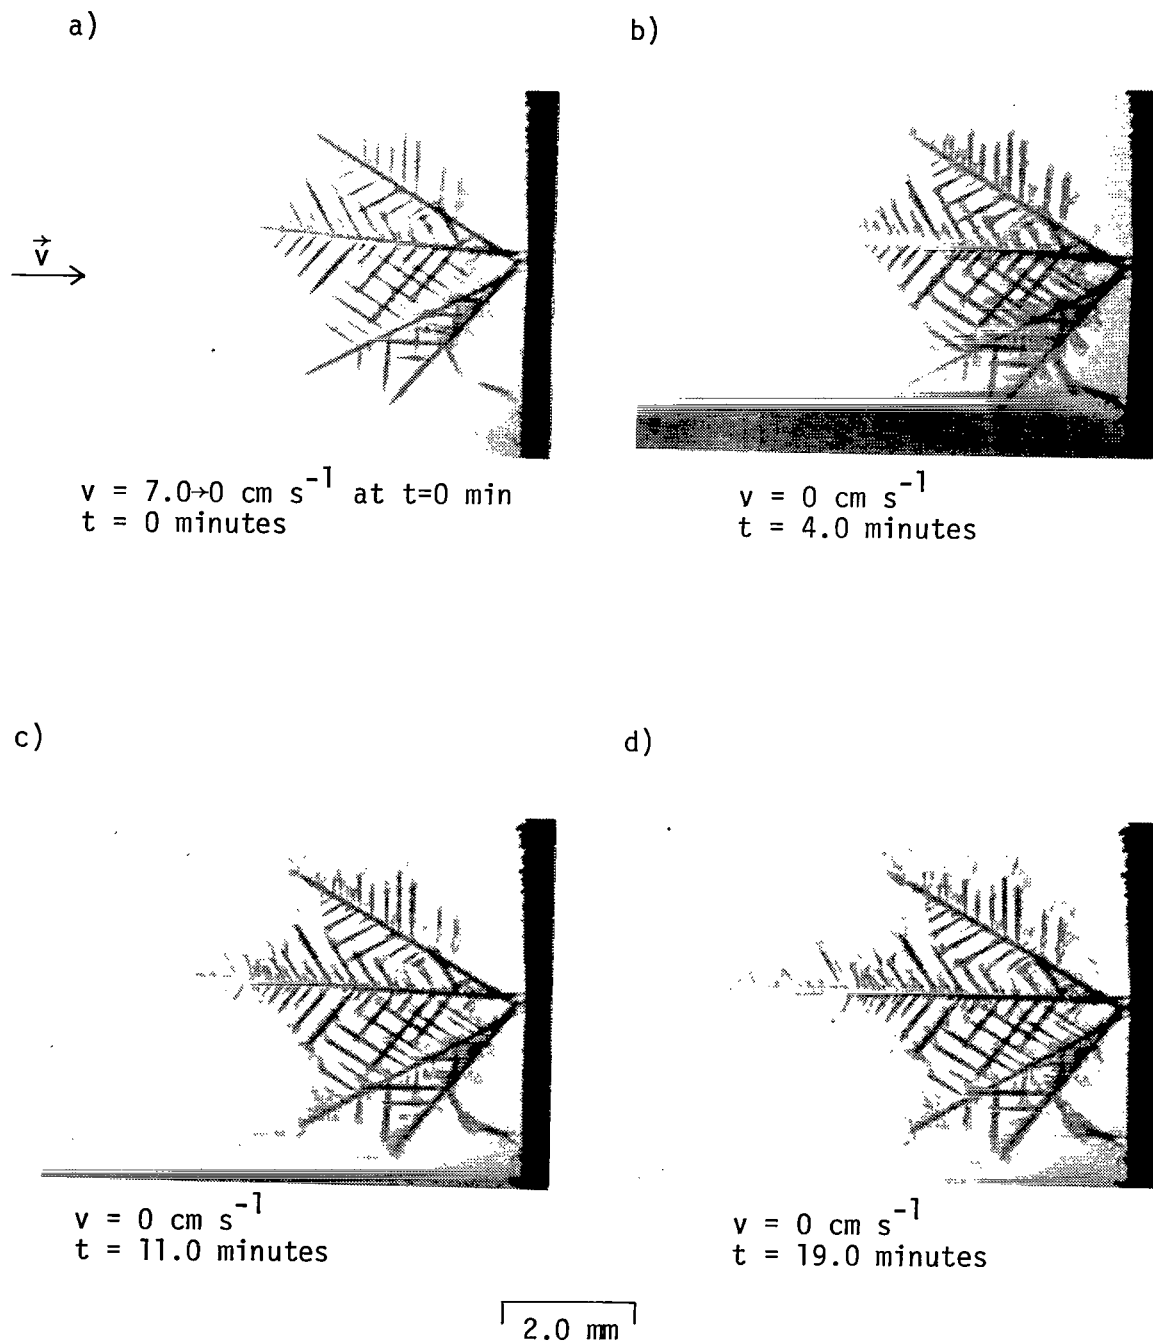 a)
b)
v⃗
v = 7.0→0 cm s⁻¹ at t=0 min
t = 0 minutes
v = 0 cm s⁻¹
t = 4.0 minutes
c)
d)
v = 0 cm s⁻¹
t = 11.0 minutes
v = 0 cm s⁻¹
t = 19.0 minutes
2.0 mm